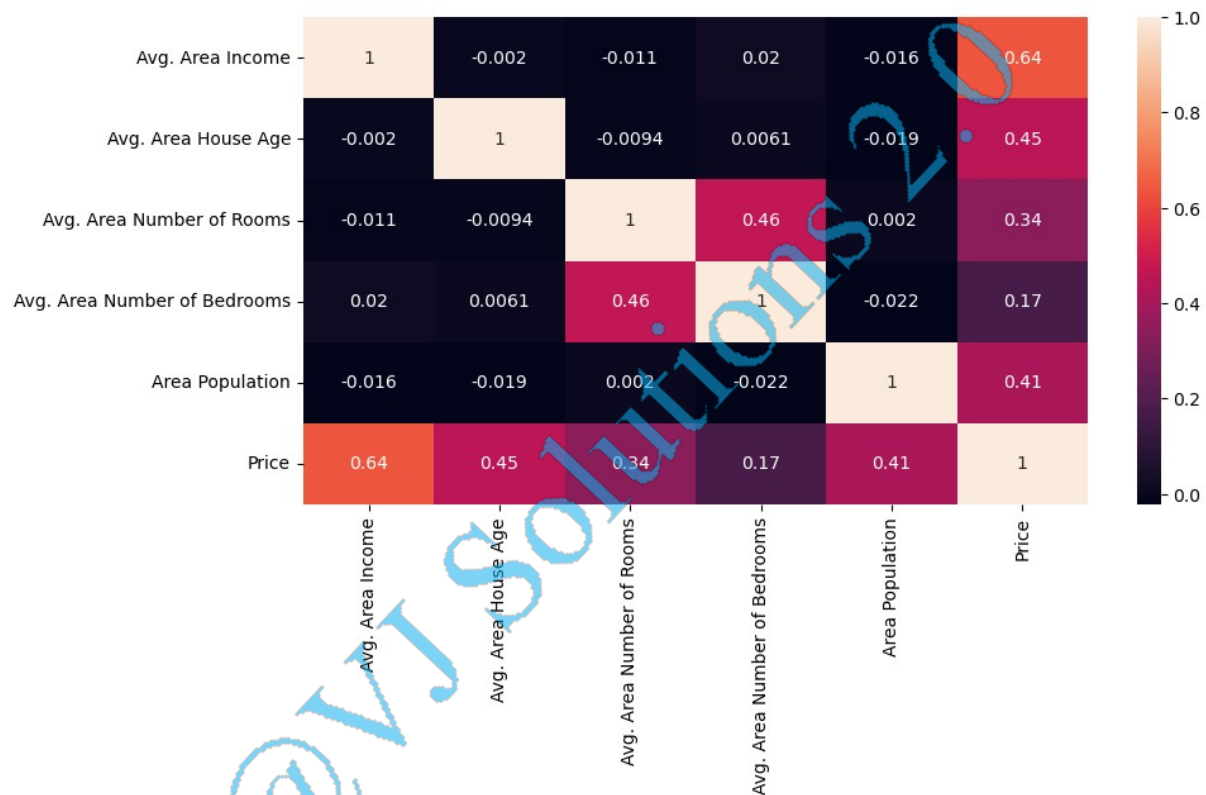 Avg. Area Income 1 -0.002 -0.011 0.02 -0.016 0.64
Avg. Area House Age -0.002 1 -0.0094 0.0061 -0.019 0.45
Avg. Area Number of Rooms -0.011 -0.0094 1 0.46 0.002 0.34
Avg. Area Number of Bedrooms 0.02 0.0061 0.46 1 -0.022 0.17
Area Population -0.016 -0.019 0.002 -0.022 1 0.41
Price 0.64 0.45 0.34 0.17 0.41 1
Avg. Area Income
Avg. Area House Age
Avg. Area Number of Rooms
Avg. Area Number of Bedrooms
Area Population
Price
1.0
0.8
0.6
0.4
0.2
0.0
@VJ Solutions 2.0